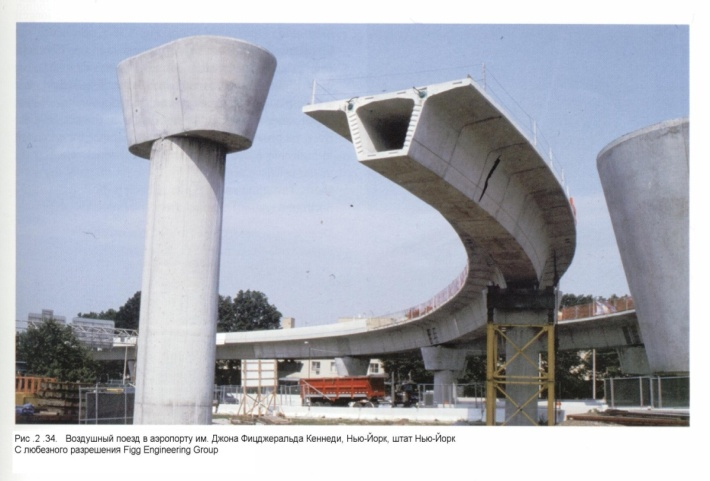 Рис .2 .34. Воздушный поезд в аэропорту им. Джона Фицджеральда Кеннеди, Нью-Йорк, штат Нью-Йорк
С любезного разрешения Figg Engineering Group